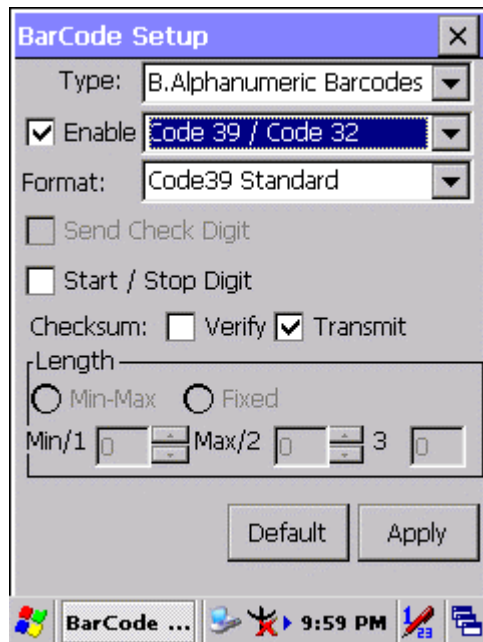 BarCode Setup
Type: B.Alphanumeric Barcodes
Enable Code 39 / Code 32
Format: Code39 Standard
Send Check Digit
Start / Stop Digit
Checksum: Verify Transmit
Length
Min-Max Fixed
Min/1 0 Max/2 0 3 0
Default Apply
BarCode ... 9:59 PM 23